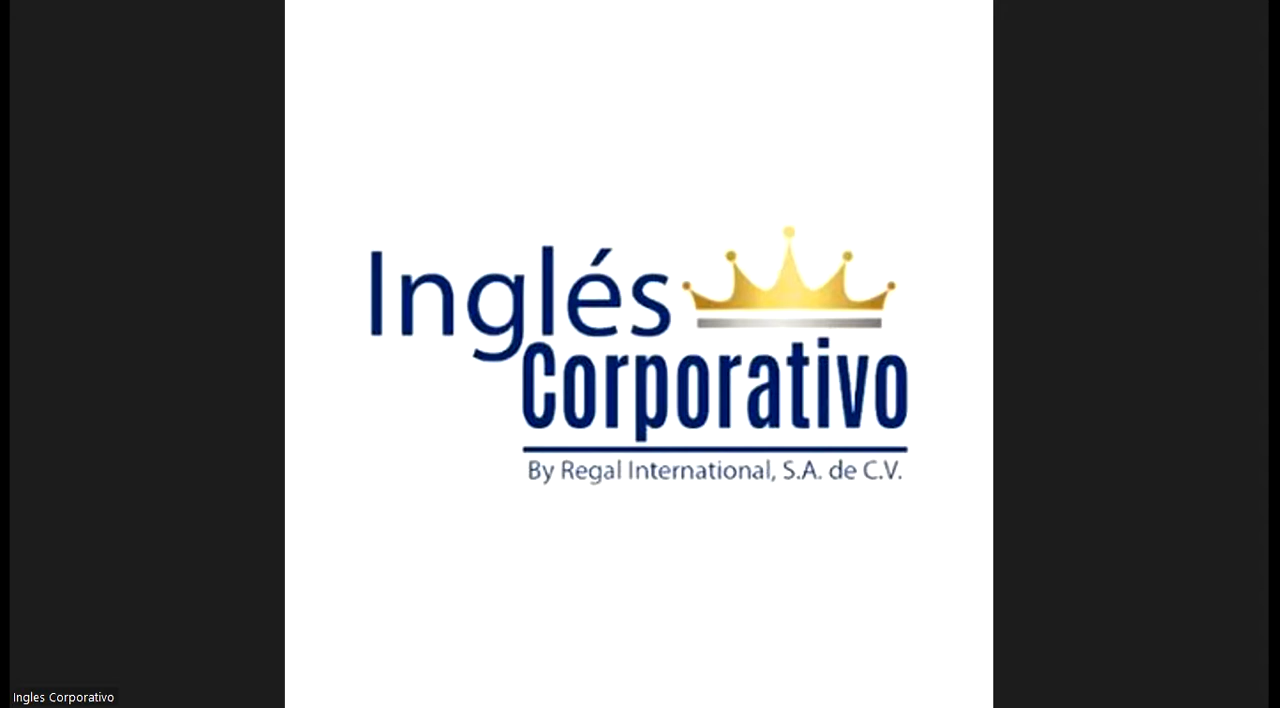 Inglés
Corporativo
By Regal International, S.A. de C.V.
Ingles Corporativo